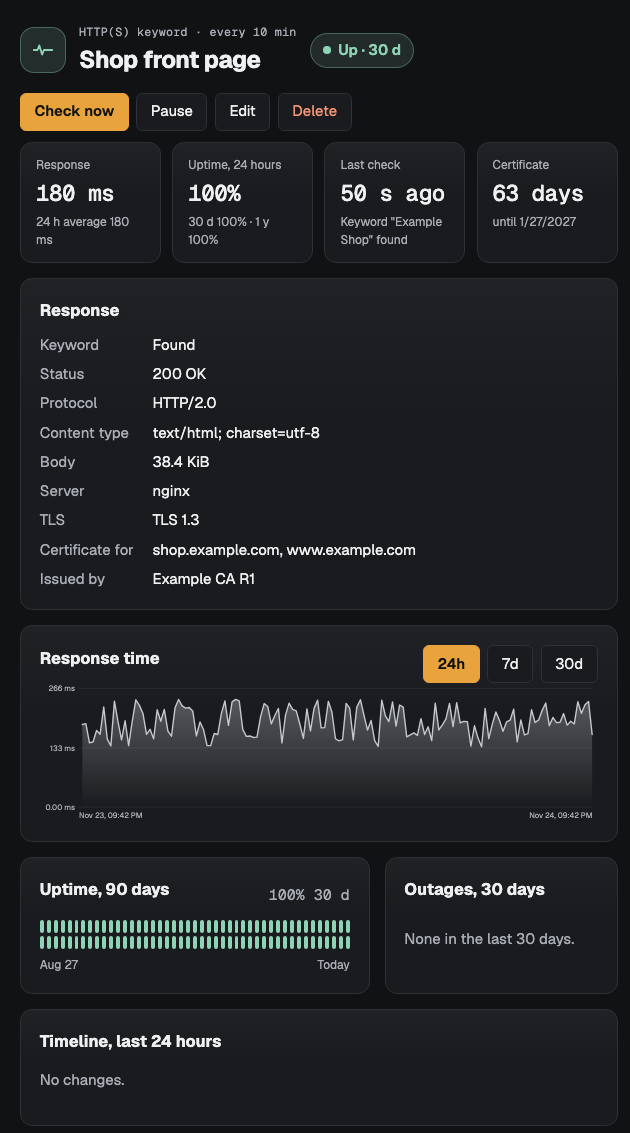 HTTP(S) keyword · every 10 min
Shop front page
Up · 30 d
Check now
Pause
Edit
Delete
Response
180 ms
24 h average 180
ms
Uptime, 24 hours
100%
30 d 100% · 1 y
100%
Last check
50 s ago
Keyword "Example
Shop" found
Certificate
63 days
until 1/27/2027
Response
Keyword Found
Status 200 OK
Protocol HTTP/2.0
Content type text/html; charset=utf-8
Body 38.4 KiB
Server nginx
TLS TLS 1.3
Certificate for shop.example.com, www.example.com
Issued by Example CA R1
Response time
24h
7d
30d
266 ms
133 ms
0.00 ms
Nov 23, 09:42 PM
Nov 24, 09:42 PM
Uptime, 90 days
100% 30 d
Aug 27
Today
Outages, 30 days
None in the last 30 days.
Timeline, last 24 hours
No changes.